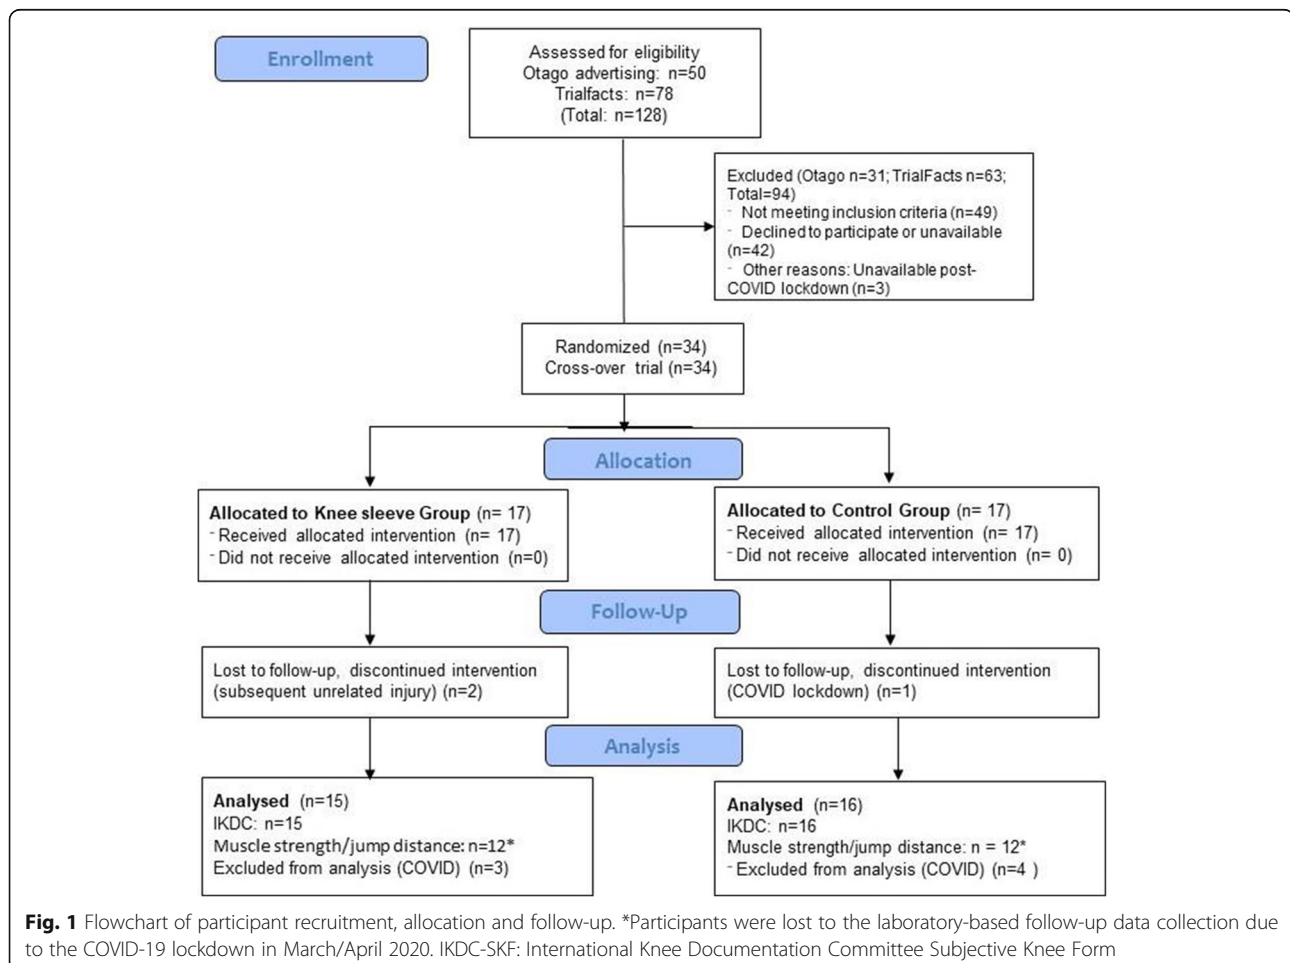 Enrollment
Assessed for eligibility
Otago advertising: n=50
Trialfacts: n=78
(Total: n=128)
Excluded (Otago n=31; TrialFacts n=63;
Total=94)
- Not meeting inclusion criteria (n=49)
- Declined to participate or unavailable
(n=42)
- Other reasons: Unavailable post-
COVID lockdown (n=3)
Randomized (n=34)
Cross-over trial (n=34)
Allocation
Allocated to Knee sleeve Group (n= 17)
- Received allocated intervention (n= 17)
- Did not receive allocated intervention (n=0)
Allocated to Control Group (n= 17)
- Received allocated intervention (n= 17)
- Did not receive allocated intervention (n= 0)
Follow-Up
Lost to follow-up, discontinued intervention
(subsequent unrelated injury) (n=2)
Lost to follow-up, discontinued intervention
(COVID lockdown) (n=1)
Analysis
Analysed (n=15)
IKDC: n=15
Muscle strength/jump distance: n=12*
Excluded from analysis (COVID) (n=3)
Analysed (n=16)
IKDC: n=16
Muscle strength/jump distance: n = 12*
- Excluded from analysis (COVID) (n=4 )
Fig. 1 Flowchart of participant recruitment, allocation and follow-up. *Participants were lost to the laboratory-based follow-up data collection due
to the COVID-19 lockdown in March/April 2020. IKDC-SKF: International Knee Documentation Committee Subjective Knee Form